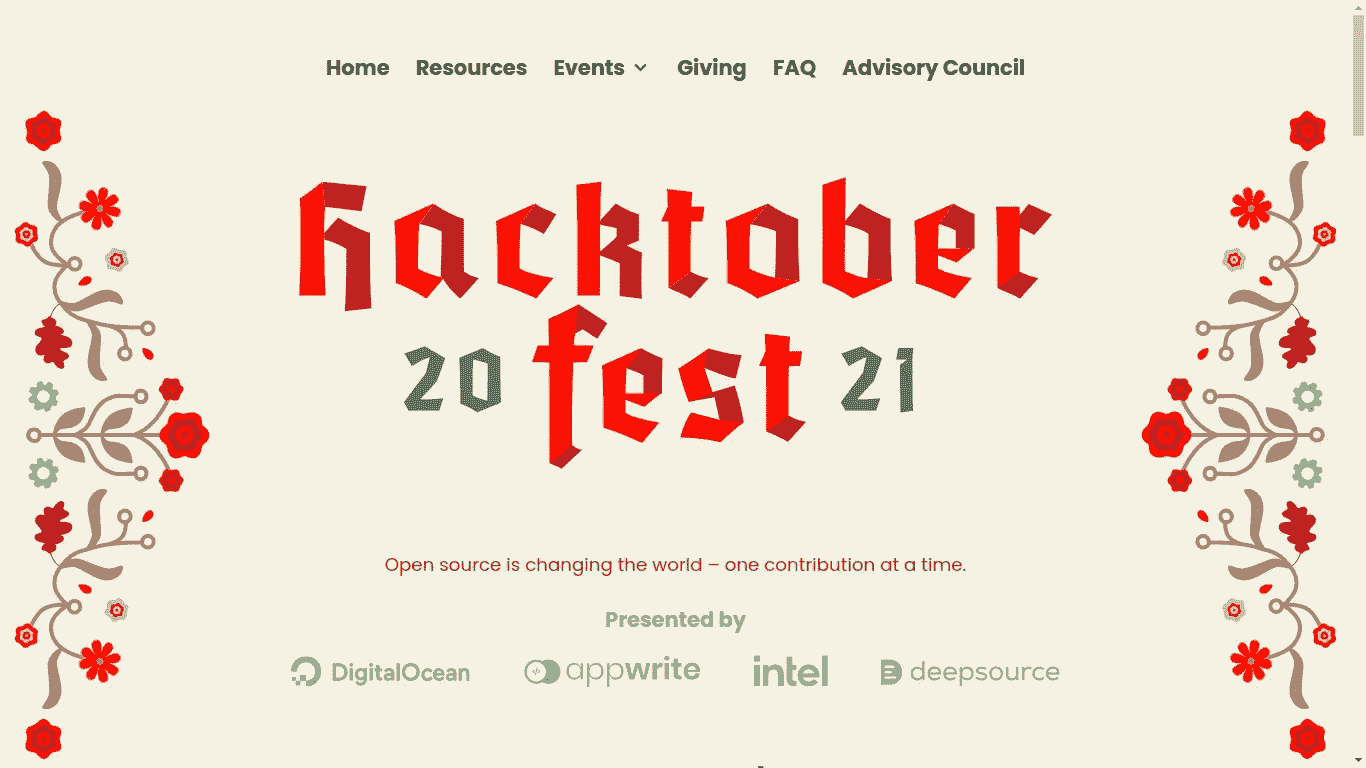 Home Resources Events Giving FAQ Advisory Council
hacktober
20 fest 21
Open source is changing the world – one contribution at a time.
Presented by
DigitalOcean appwrite intel deepsource